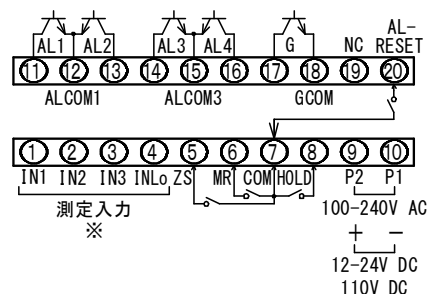 AL-
AL1 AL2 AL3 AL4 G NC RESET
11 12 13 14 15 16 17 18 19 20
ALCOM1 ALCOM3 GCOM
1 2 3 4 5 6 7 8 9 10
IN1 IN2 IN3 INLo ZS MR COM HOLD P2 P1
測定入力 100-240V AC
※ + −
12-24V DC
110V DC